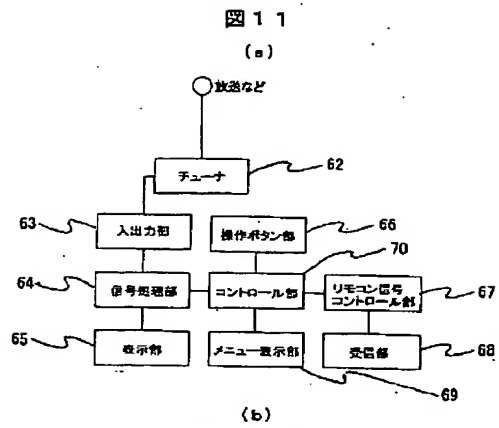 図11
(a)
放送など
チューナ
62
63
入出力部
操作ボタン部
66
70
64
信号処理部
コントロール部
リモコン信号
コントロール部
67
65
表示部
メニュー表示部
受信部
68
69
(b)